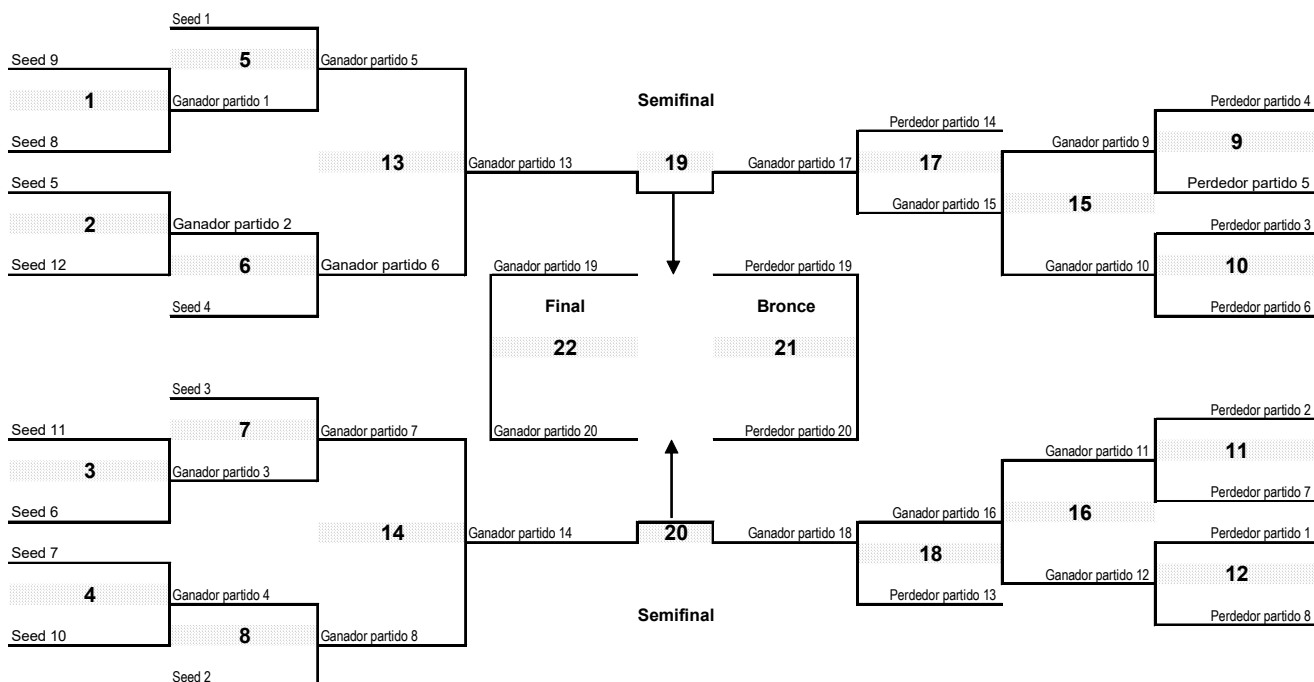 Seed 1
Seed 9
5
Ganador partido 5
1
Ganador partido 1
Seed 8
13
Ganador partido 13
Seed 5
2
Ganador partido 2
Seed 12
6
Ganador partido 6
Seed 4
Semifinal
19
Ganador partido 17
Perdedor partido 14
17
Ganador partido 15
Ganador partido 9
15
Ganador partido 10
Perdedor partido 4
9
Perdedor partido 5
Perdedor partido 3
10
Perdedor partido 6
Ganador partido 19
Final
22
Ganador partido 20
Perdedor partido 19
Bronce
21
Perdedor partido 20
Seed 3
Seed 11
7
Ganador partido 7
3
Ganador partido 3
Seed 6
14
Ganador partido 14
Seed 7
4
Ganador partido 4
Seed 10
8
Ganador partido 8
Seed 2
20
Semifinal
Ganador partido 18
Ganador partido 16
18
Perdedor partido 13
Ganador partido 11
16
Ganador partido 12
Perdedor partido 2
11
Perdedor partido 7
Perdedor partido 1
12
Perdedor partido 8